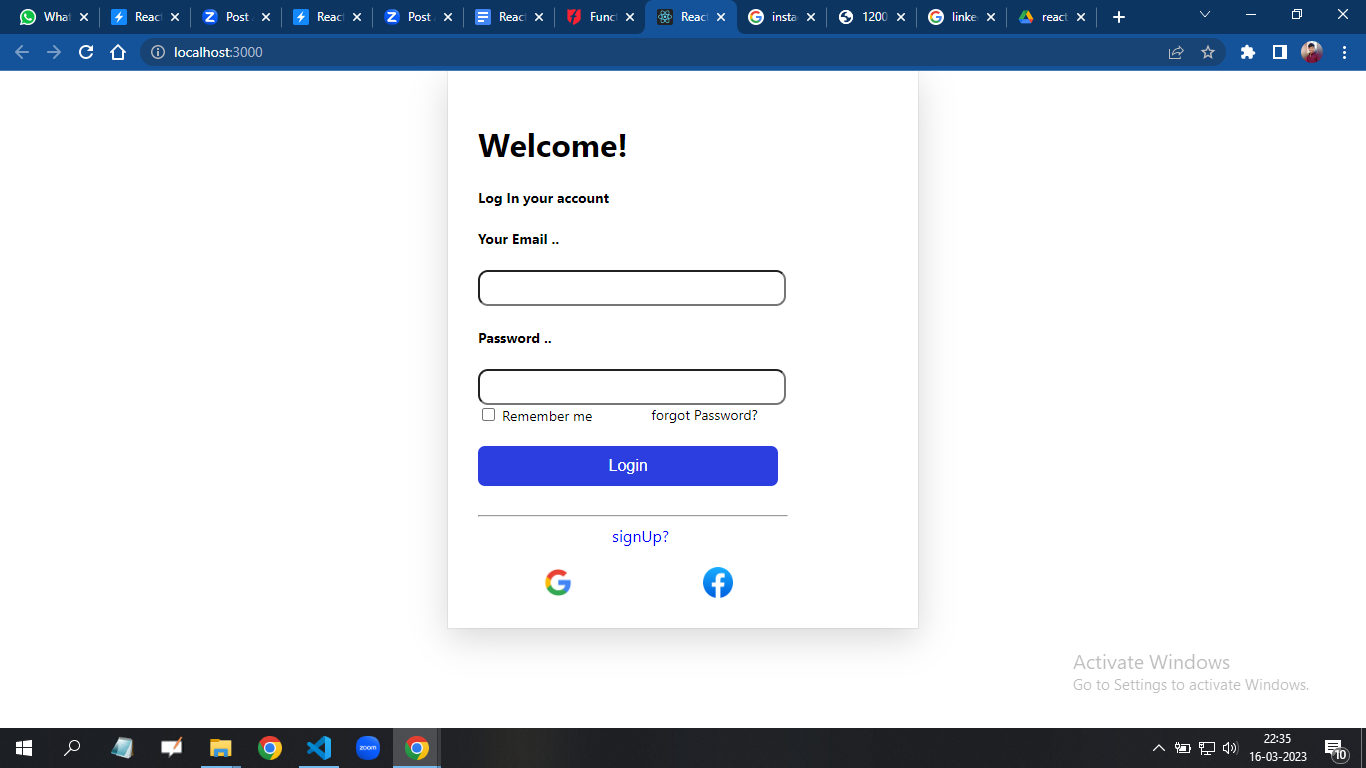 What
React
Post
React
Post
React
Funct
React
insta
1200
linke
react
localhost:3000
Welcome!
Log In your account
Your Email ..
Password ..
Remember me forgot Password?
Login
signUp?
Activate Windows
Go to Settings to activate Windows.
zoom
22:35
16-03-2023
10